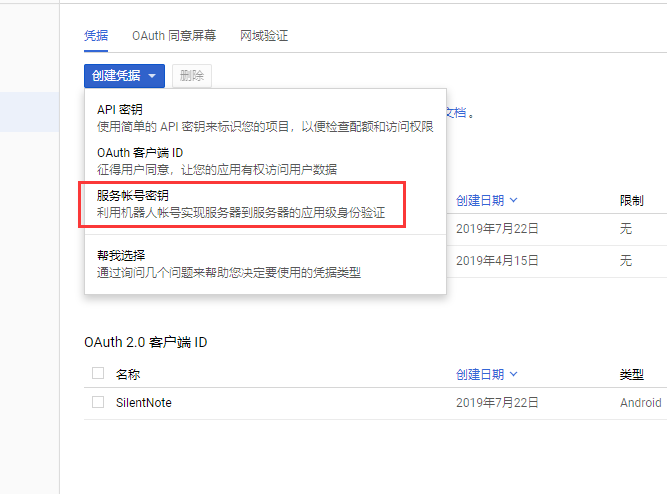 凭据 OAuth 同意屏幕 网域验证
创建凭据 删除
API 密钥
使用简单的 API 密钥来标识您的项目，以便检查配额和访问权限
文档 。
OAuth 客户端 ID
征得用户同意，让您的应用有权访问用户数据
服务帐号密钥
利用机器人帐号实现服务器到服务器的应用级身份验证
创建日期 限制
2019年7月22日 无
帮我选择
通过询问几个问题来帮助您决定要使用的凭据类型
2019年4月15日 无
OAuth 2.0 客户端 ID
名称 创建日期 类型
SilentNote 2019年7月22日 Android